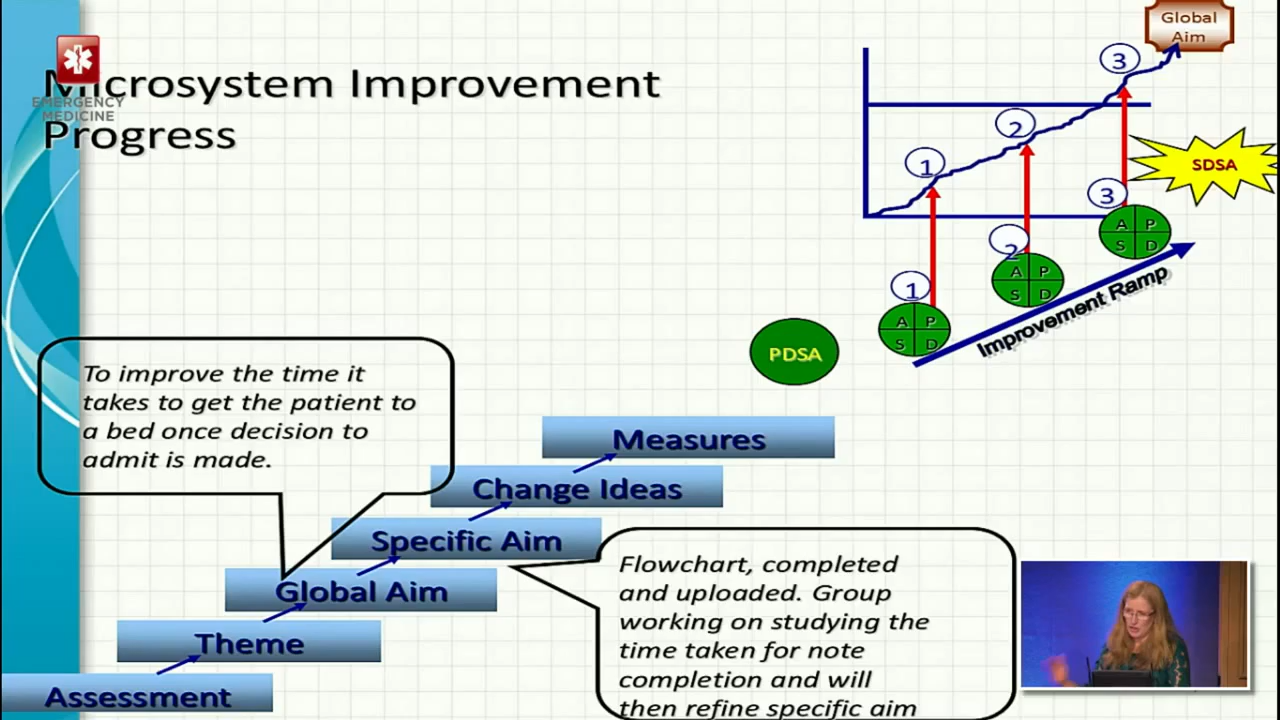 Microsystem Improvement
Progress
EMERGENCY
MEDICINE
Global
Aim
3
2
1
SDSA
3
A P
S D
2
A P
S D
1
A P
S D
Improvement Ramp
PDSA
To improve the time it
takes to get the patient to
a bed once decision to
admit is made.
Measures
Change Ideas
Specific Aim
Global Aim
Theme
Assessment
Flowchart, completed
and uploaded. Group
working on studying the
time taken for note
completion and will
then refine specific aim